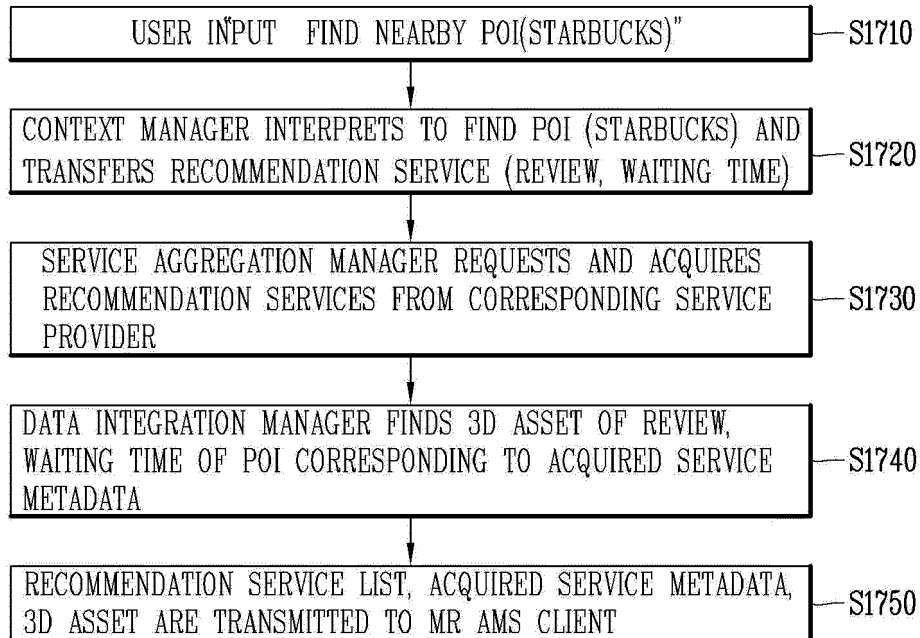 USER IN"PUT FIND NEARBY POI(STARBUCKS)"
S1710
CONTEXT MANAGER INTERPRETS TO FIND POI (STARBUCKS) AND
TRANSFERS RECOMMENDATION SERVICE (REVIEW, WAITING TIME)
S1720
SERVICE AGGREGATION MANAGER REQUESTS AND ACQUIRES
RECOMMENDATION SERVICES FROM CORRESPONDING SERVICE
PROVIDER
S1730
DATA INTEGRATION MANAGER FINDS 3D ASSET OF REVIEW,
WAITING TIME OF POI CORRESPONDING TO ACQUIRED SERVICE
METADATA
S1740
RECOMMENDATION SERVICE LIST, ACQUIRED SERVICE METADATA,
3D ASSET ARE TRANSMITTED TO MR AMS CLIENT
S1750